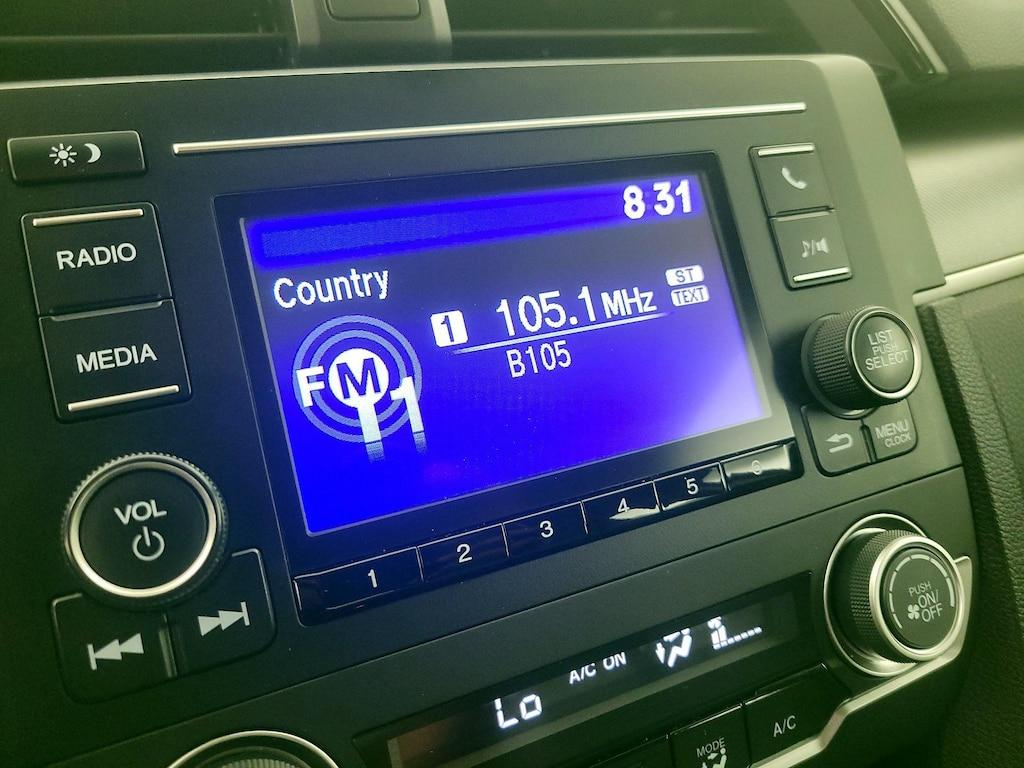 8:31
RADIO
Country
ST
TEXT
1 105.1 MHz
B105
MEDIA
FM
1
LIST
PUSH
SELECT
MENU
CLOCK
VOL
1 2 3 4 5 6
PUSH
ON/
OFF
A/C ON
Lo
MODE
A/C